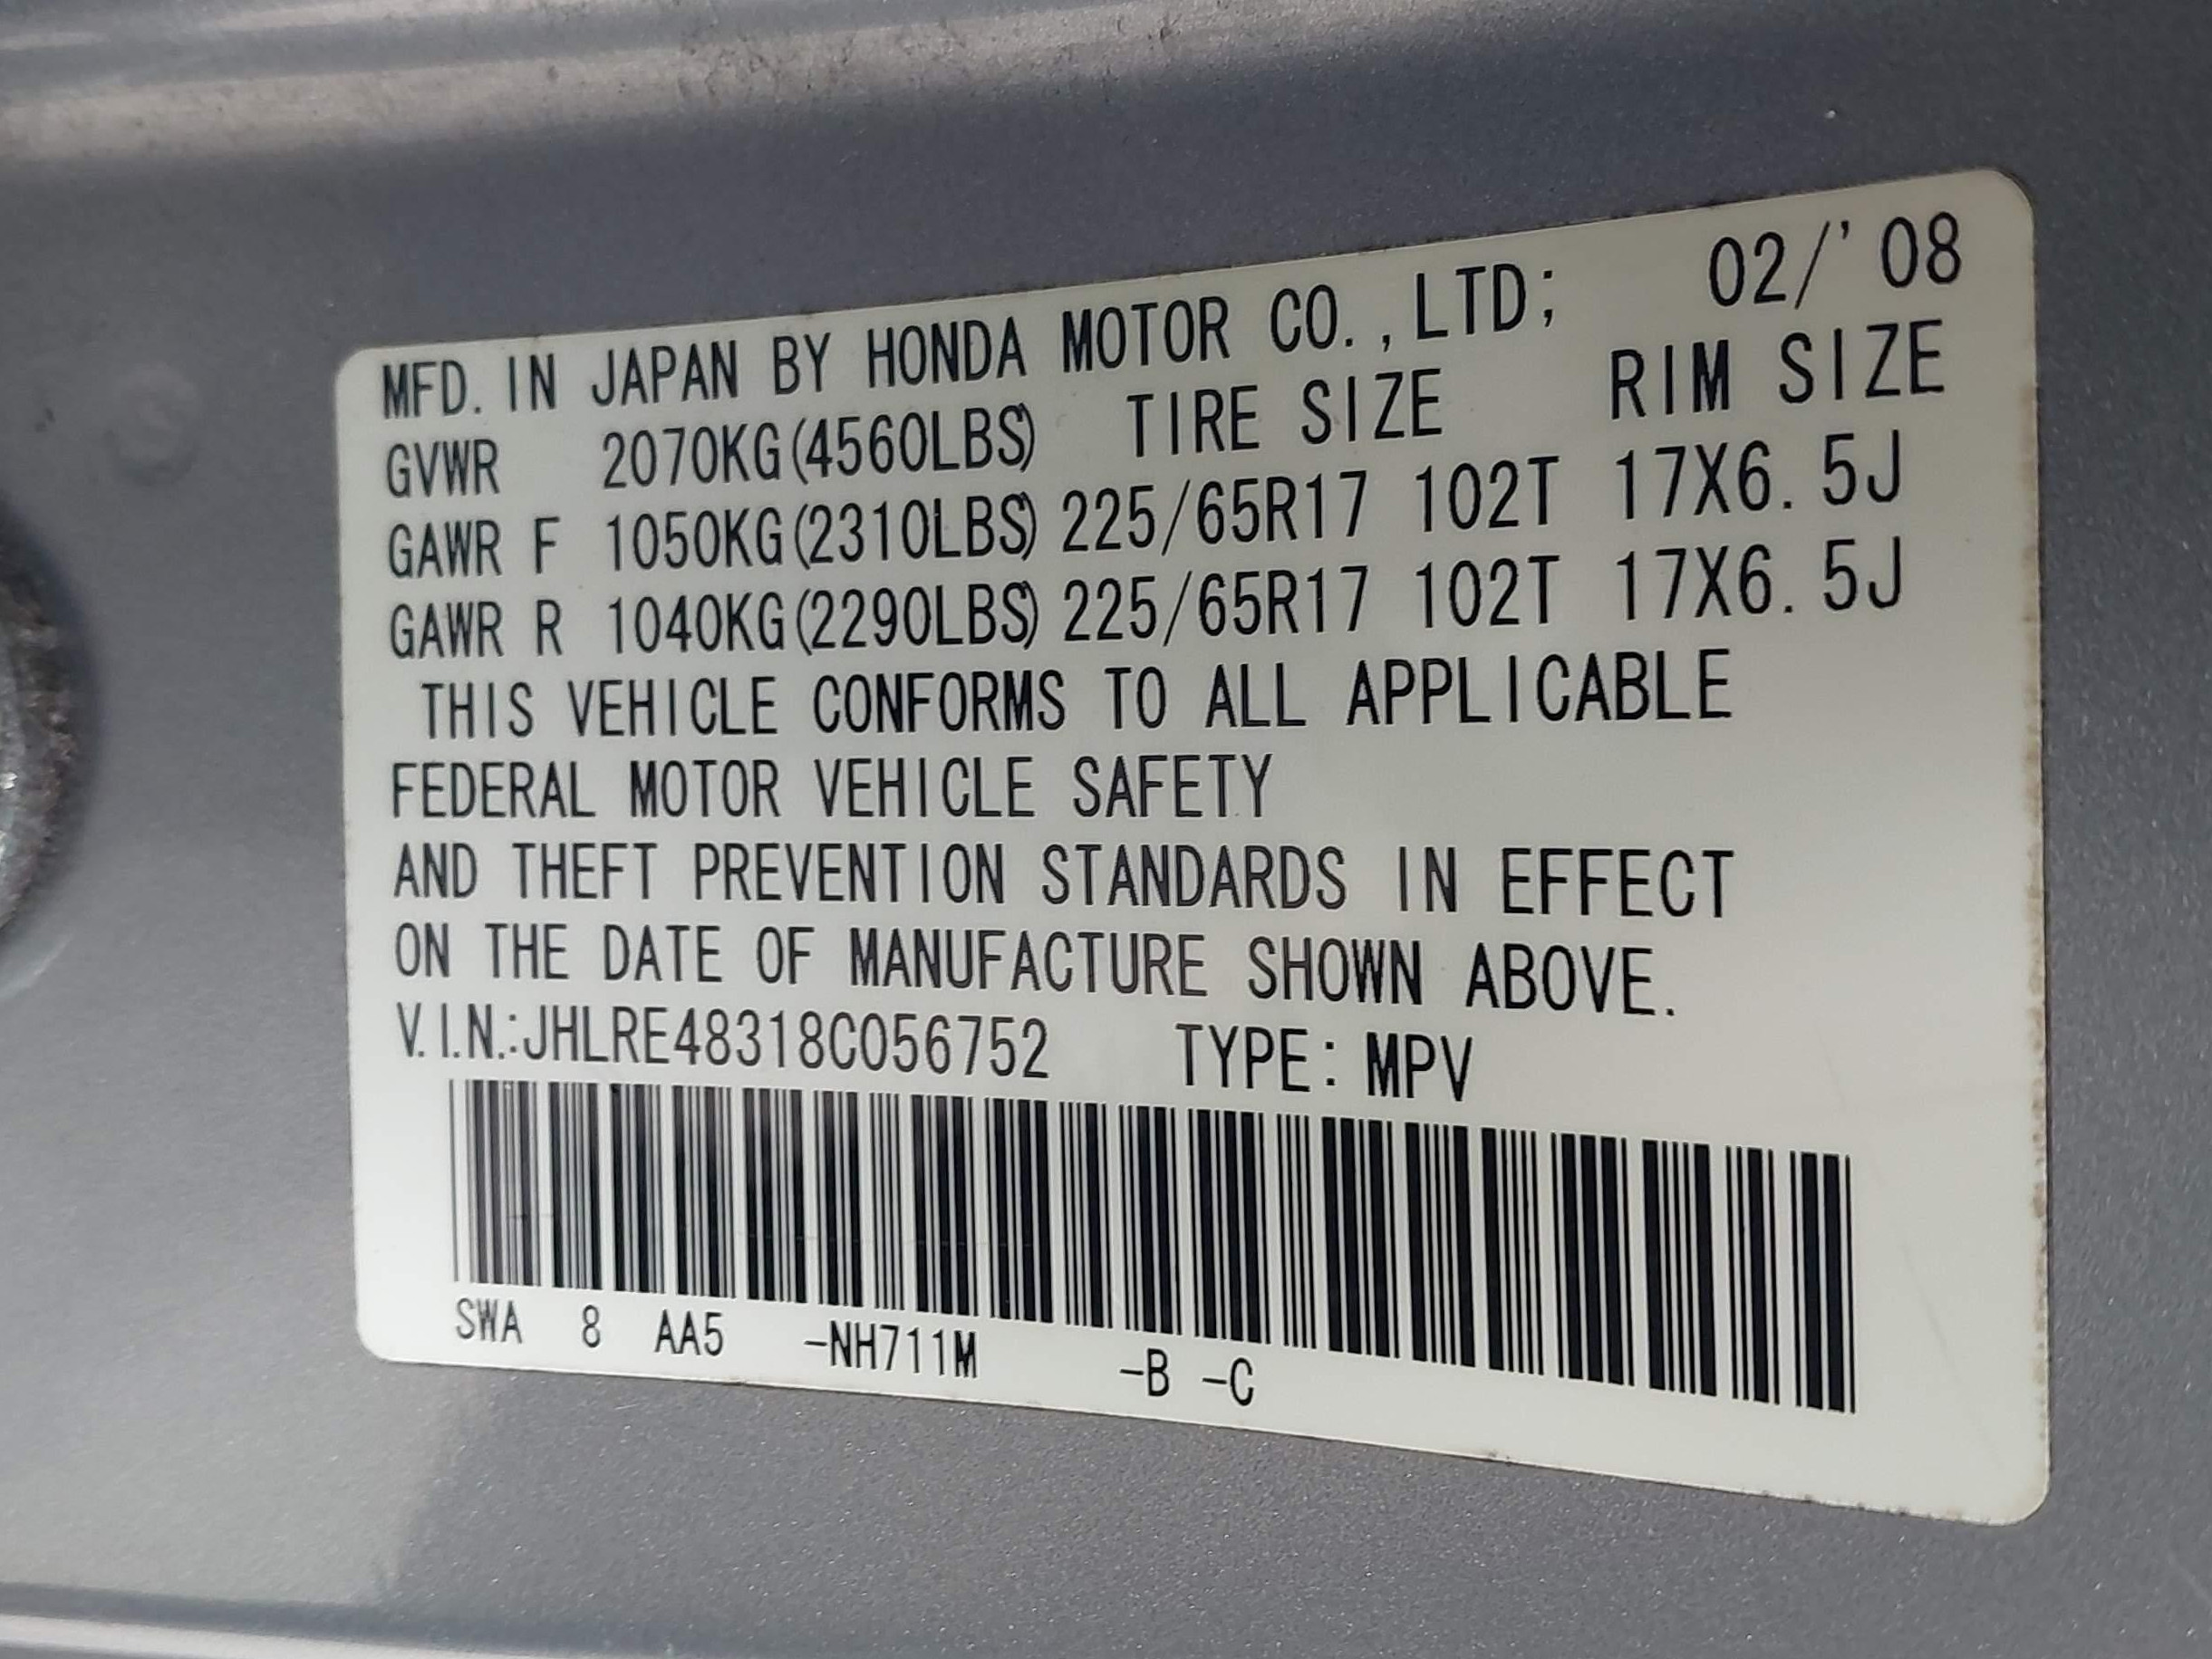 MFD. IN JAPAN BY HONDA MOTOR CO.,LTD; 02/'08
GVWR 2070KG(4560LBS) TIRE SIZE RIM SIZE
GAWR F 1050KG(2310LBS) 225/65R17 102T 17X6.5J
GAWR R 1040KG(2290LBS) 225/65R17 102T 17X6.5J
THIS VEHICLE CONFORMS TO ALL APPLICABLE
FEDERAL MOTOR VEHICLE SAFETY
AND THEFT PREVENTION STANDARDS IN EFFECT
ON THE DATE OF MANUFACTURE SHOWN ABOVE.
V.I.N.:JHLRE48318C056752 TYPE: MPV
SWA 8 AA5 -NH711M -B -C